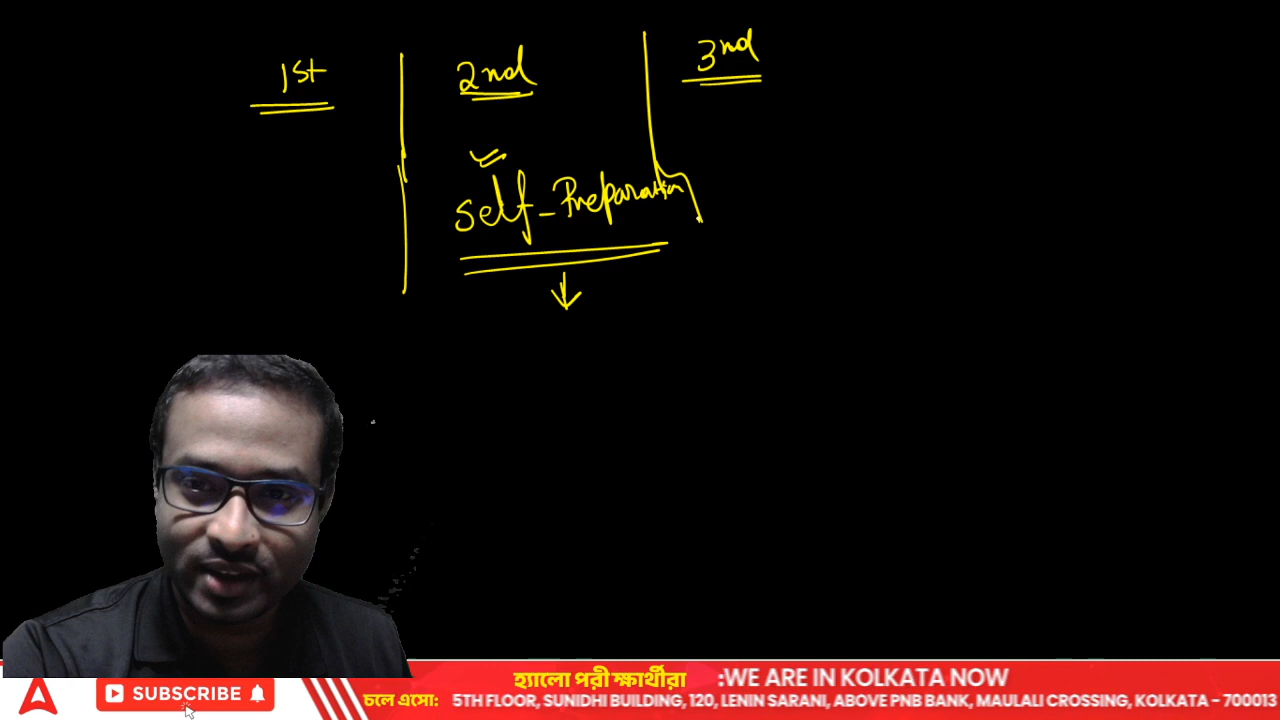 1st
2nd
3nd
self-Preparation
হ্যালো পরীক্ষার্থীরা :WE ARE IN KOLKATA NOW
SUBSCRIBE
চলে এসো: 5TH FLOOR, SUNIDHI BUILDING, 120, LENIN SARANI, ABOVE PNB BANK, MAULALI CROSSING, KOLKATA - 700013